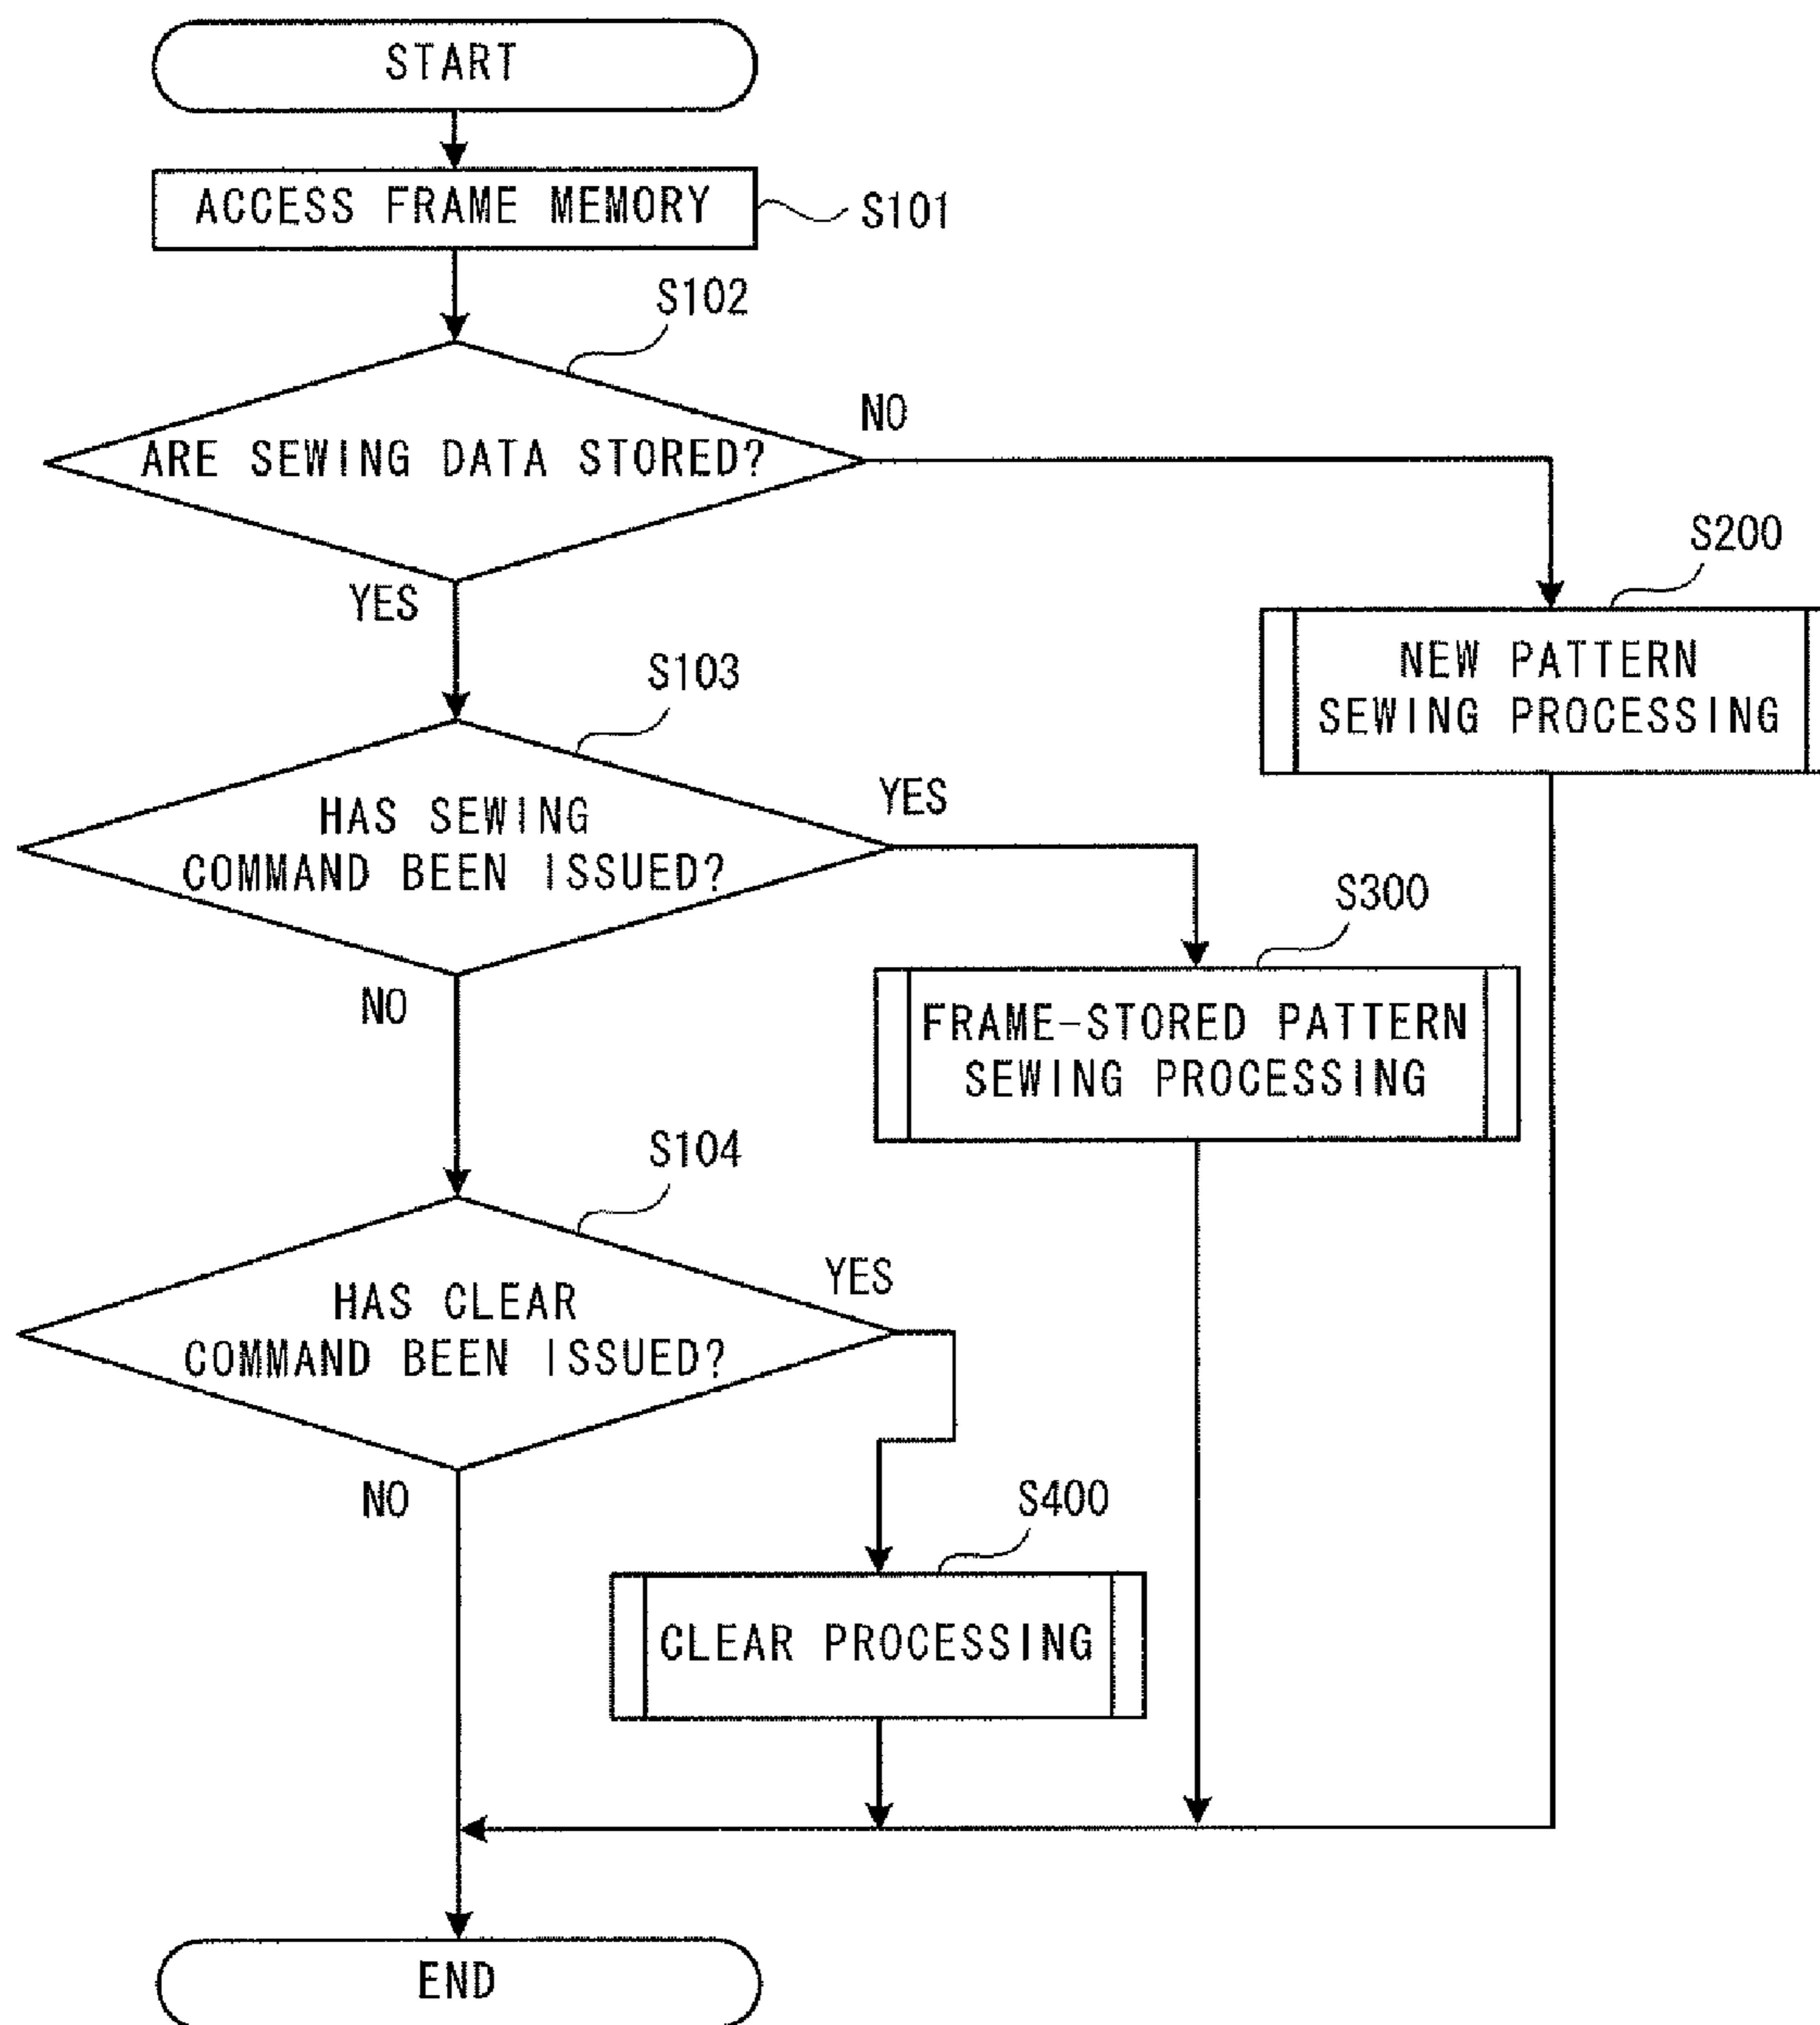 START
ACCESS FRAME MEMORY
S101
S102
ARE SEWING DATA STORED?
NO
YES
S200
NEW PATTERN
SEWING PROCESSING
S103
HAS SEWING
COMMAND BEEN ISSUED?
YES
NO
S300
FRAME-STORED PATTERN
SEWING PROCESSING
S104
HAS CLEAR
COMMAND BEEN ISSUED?
YES
NO
S400
CLEAR PROCESSING
END